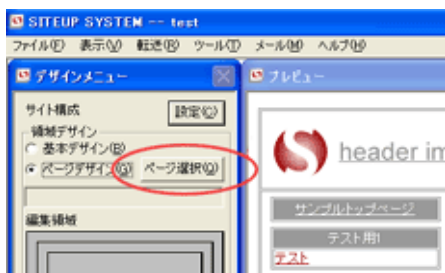 SITEUP SYSTEM -- test
ファイル(F) 表示(V) 転送(R) ツール(T) メール(M) ヘルプ(H)
デザインメニュー
プレビュー
サイト構成
設定(C)
領域デザイン
基本デザイン(B)
ページデザイン(G)
ページ選択(Q)
編集領域
header im
サンプルトップページ
テスト用1
テスト